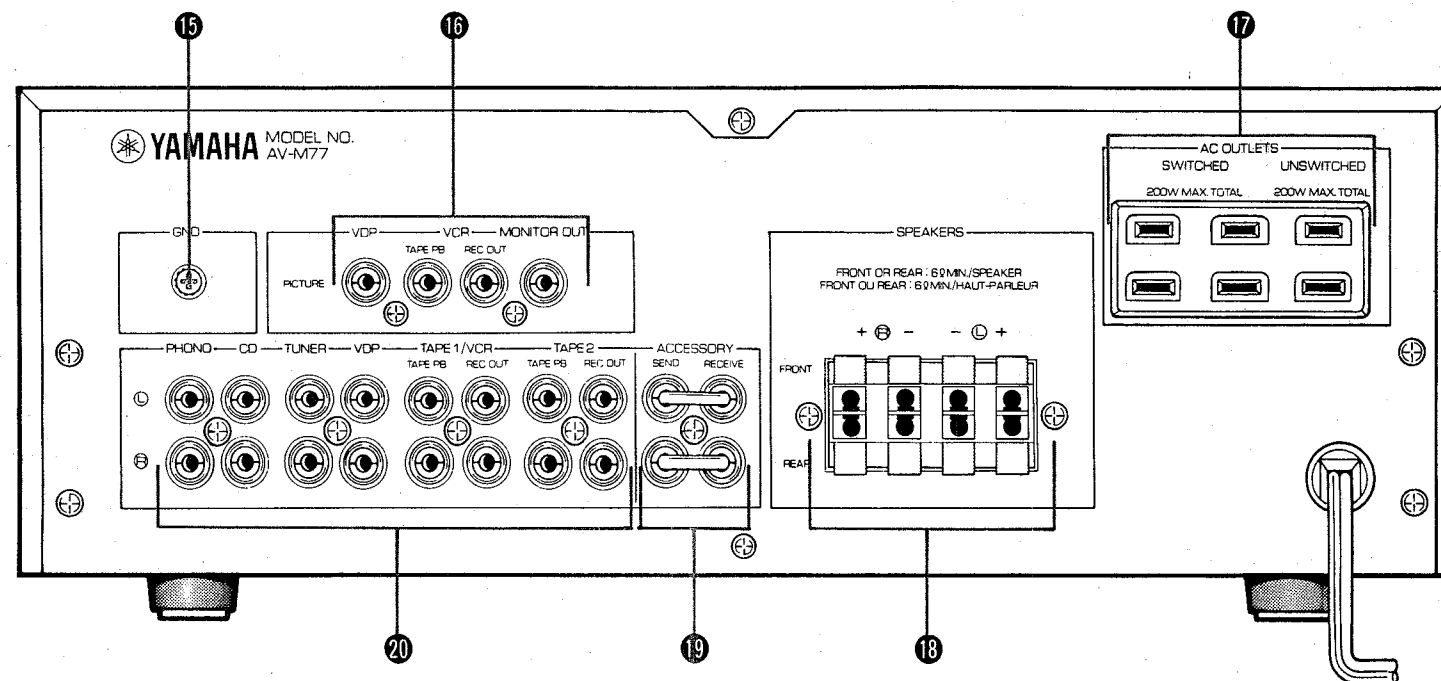 15 16 17
YAMAHA MODEL NO.
AV-M77
AC OUTLETS
SWITCHED UNSWITCHED
200W MAX. TOTAL 200W MAX. TOTAL
GND
VDP VCR MONITOR OUT
TAPE PB REC OUT
PICTURE
SPEAKERS
FRONT OR REAR : 6Ω MIN./SPEAKER
FRONT OU REAR : 6Ω MIN./HAUT-PARLEUR
+ R - - L +
FRONT
REAR
PHONO CD TUNER VDP TAPE 1/VCR TAPE 2 ACCESSORY
TAPE PB REC OUT TAPE PB REC OUT SEND RECEIVE
L
R
20 19 18